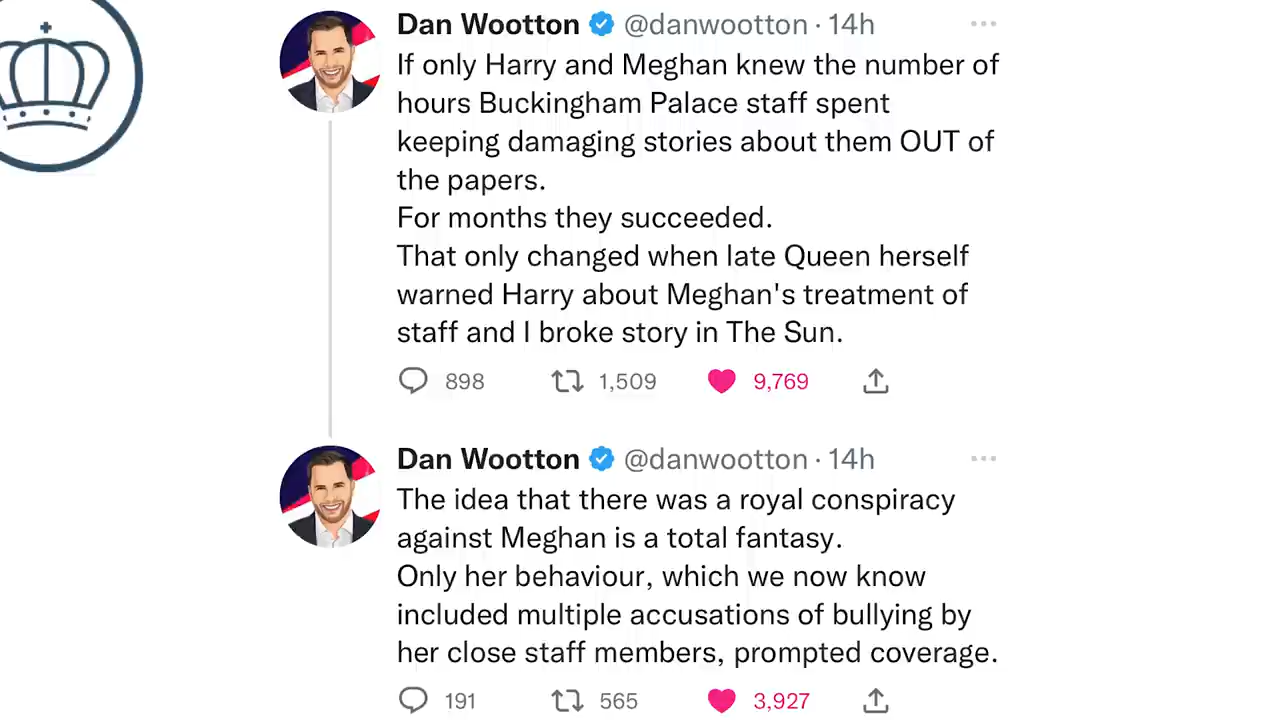 Dan Wootton @danwootton · 14h
If only Harry and Meghan knew the number of
hours Buckingham Palace staff spent
keeping damaging stories about them OUT of
the papers.
For months they succeeded.
That only changed when late Queen herself
warned Harry about Meghan's treatment of
staff and I broke story in The Sun.
898 1,509 9,769
Dan Wootton @danwootton · 14h
The idea that there was a royal conspiracy
against Meghan is a total fantasy.
Only her behaviour, which we now know
included multiple accusations of bullying by
her close staff members, prompted coverage.
191 565 3,927